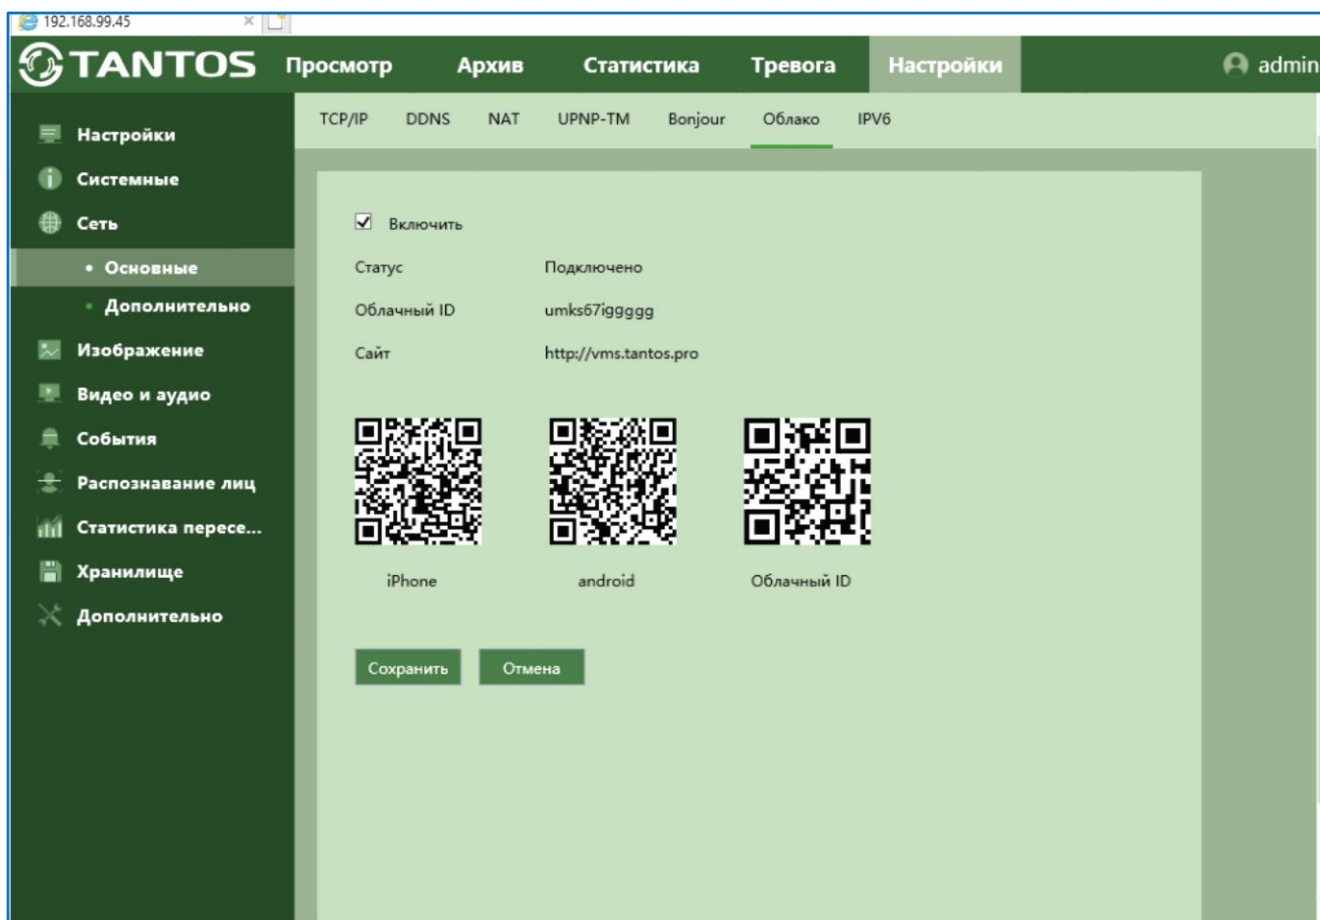 192.168.99.45
TANTOS Просмотр Архив Статистика Тревога Настройки admin
TCP/IP DDNS NAT UPNP-TM Bonjour Облако IPV6
Настройки
Системные
Сеть
Основные
Дополнительно
Изображение
Видео и аудио
События
Распознавание лиц
Статистика пересе...
Хранилище
Дополнительно
Включить
Статус Подключено
Облачный ID umks67iggggg
Сайт http://vms.tantos.pro
iPhone android Облачный ID
Сохранить Отмена